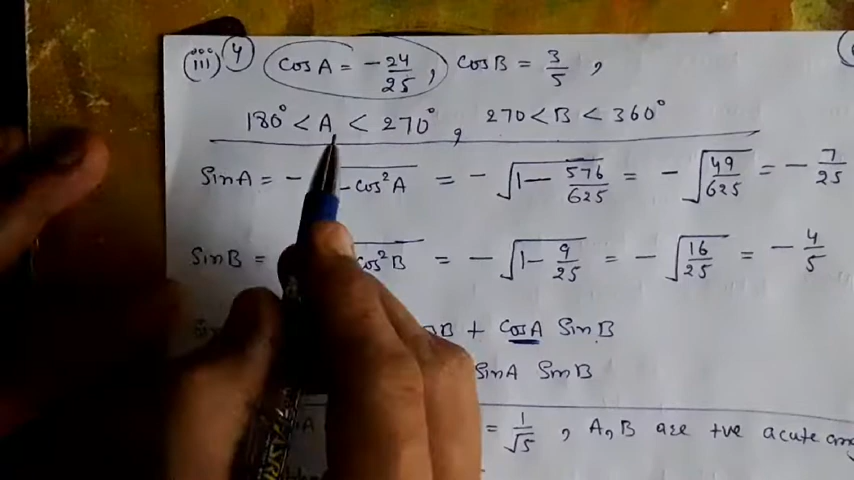 (iii) (4) cos A = -24/25, cos B = 3/5,
180° < A < 270°, 270 < B < 360°
Sin A = - -cos²A = - √(1 - 576/625) = - √(49/625) = - 7/25
Sin B = cos²B = - √(1 - 9/25) = - √(16/25) = - 4/5
B + cos A Sin B
Sin A Sin B
= 1/√5, A, B are +ve acute